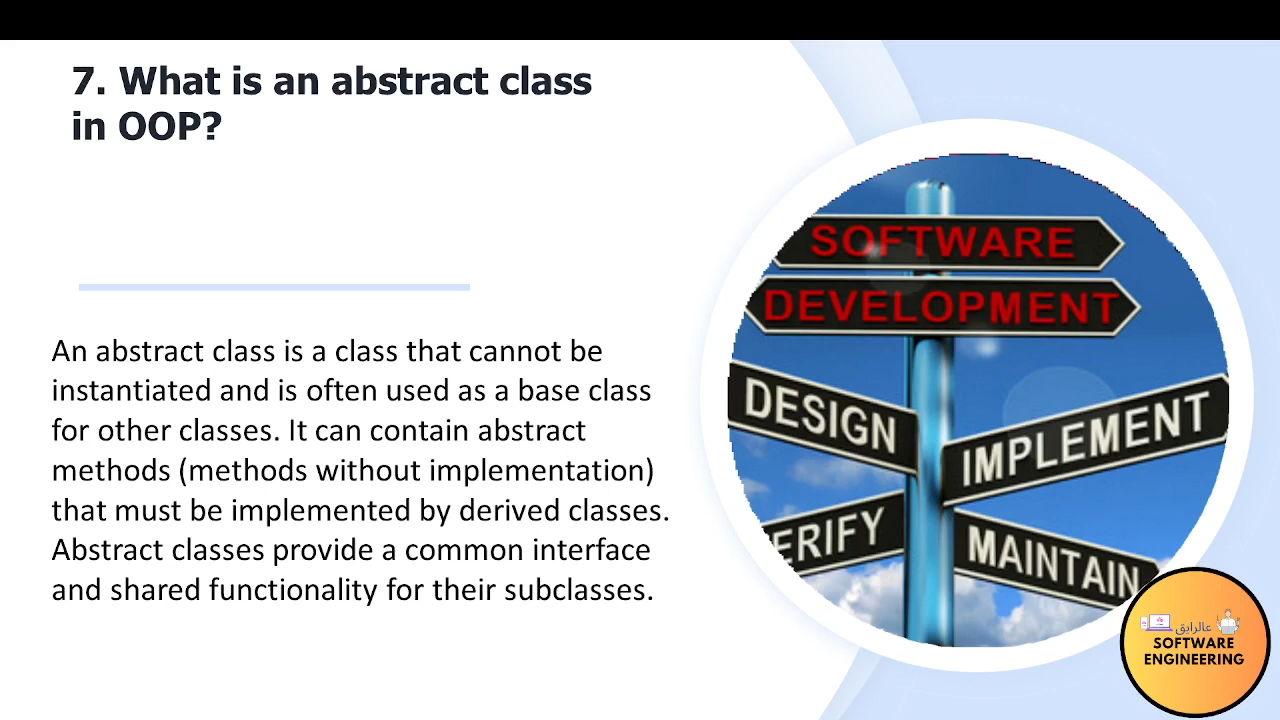 7. What is an abstract class
in OOP?
An abstract class is a class that cannot be
instantiated and is often used as a base class
for other classes. It can contain abstract
methods (methods without implementation)
that must be implemented by derived classes.
Abstract classes provide a common interface
and shared functionality for their subclasses.
SOFTWARE
DEVELOPMENT
DESIGN
IMPLEMENT
ERIFY
MAINTAIN
عالرايق
SOFTWARE
ENGINEERING